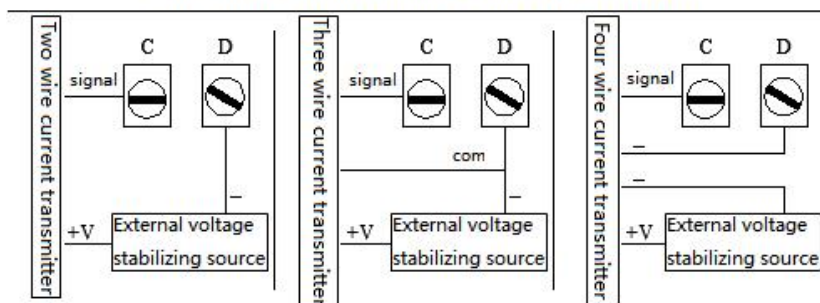 Two wire current transmitter
C D
signal
–
+V
External voltage
stabilizing source
Three wire current transmitter
C D
signal
com
–
+V
External voltage
stabilizing source
Four wire current transmitter
C D
signal
–
–
+V
External voltage
stabilizing source